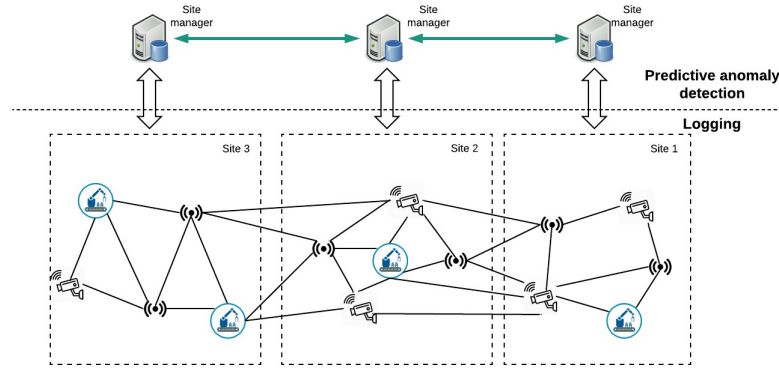 Site
manager
Site
manager
Site
manager
Predictive anomaly
detection
Logging
Site 3
Site 2
Site 1